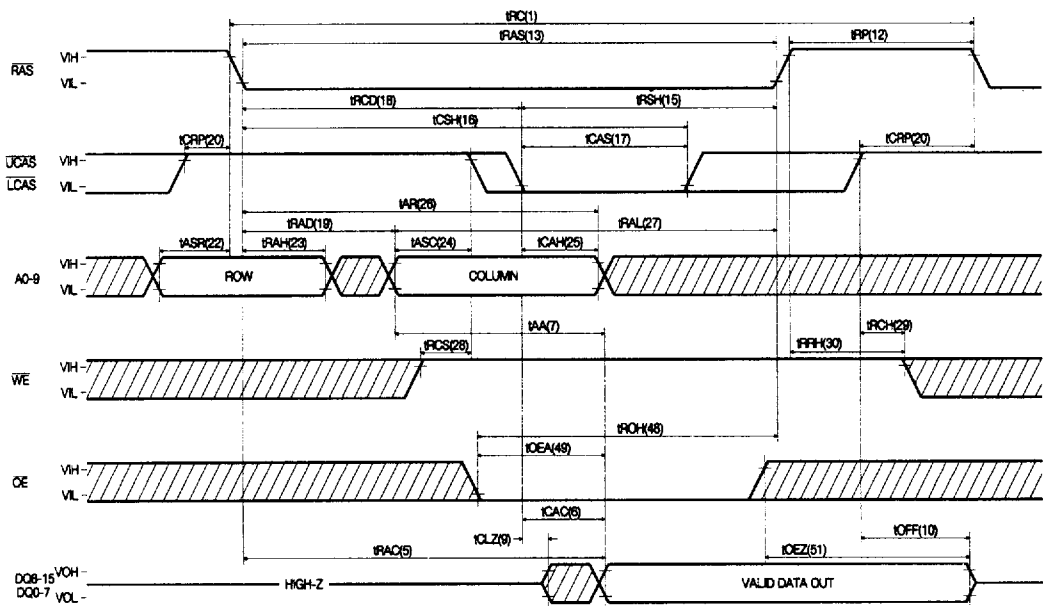 tRC(1)
tRAS(13)
tRP(12)
RAS
VIH
VIL
tRCD(18)
tRSH(15)
tCSH(16)
tCRP(20)
tCAS(17)
tCRP(20)
UCAS
LCAS
VIH
VIL
tAR(26)
tRAD(19)
tRAL(27)
tASR(22)
tRAH(23)
tASC(24)
tCAH(25)
A0-9
VIH
VIL
ROW
COLUMN
tAA(7)
tRCS(28)
tRCH(29)
tRRH(30)
WE
VIH
VIL
tROH(48)
tOEA(49)
OE
VIH
VIL
tCAC(6)
tCLZ(9)
tOFF(10)
tRAC(5)
tOEZ(51)
DQ8-15
DQ0-7
VOH
VOL
HIGH-Z
VALID DATA OUT